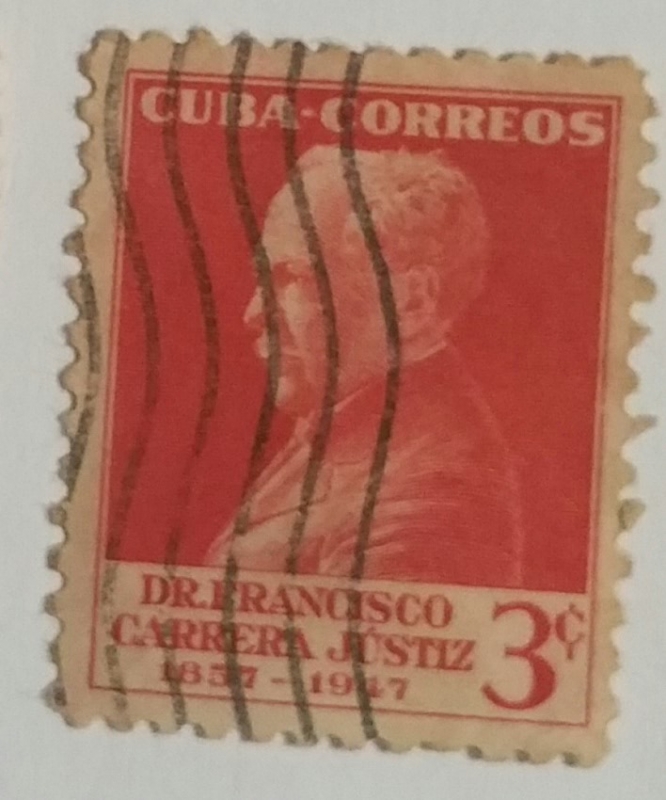 CUBA-CORREOS
DR. FRANCISCO
CARRERA JÚSTIZ
1857-1947
3¢